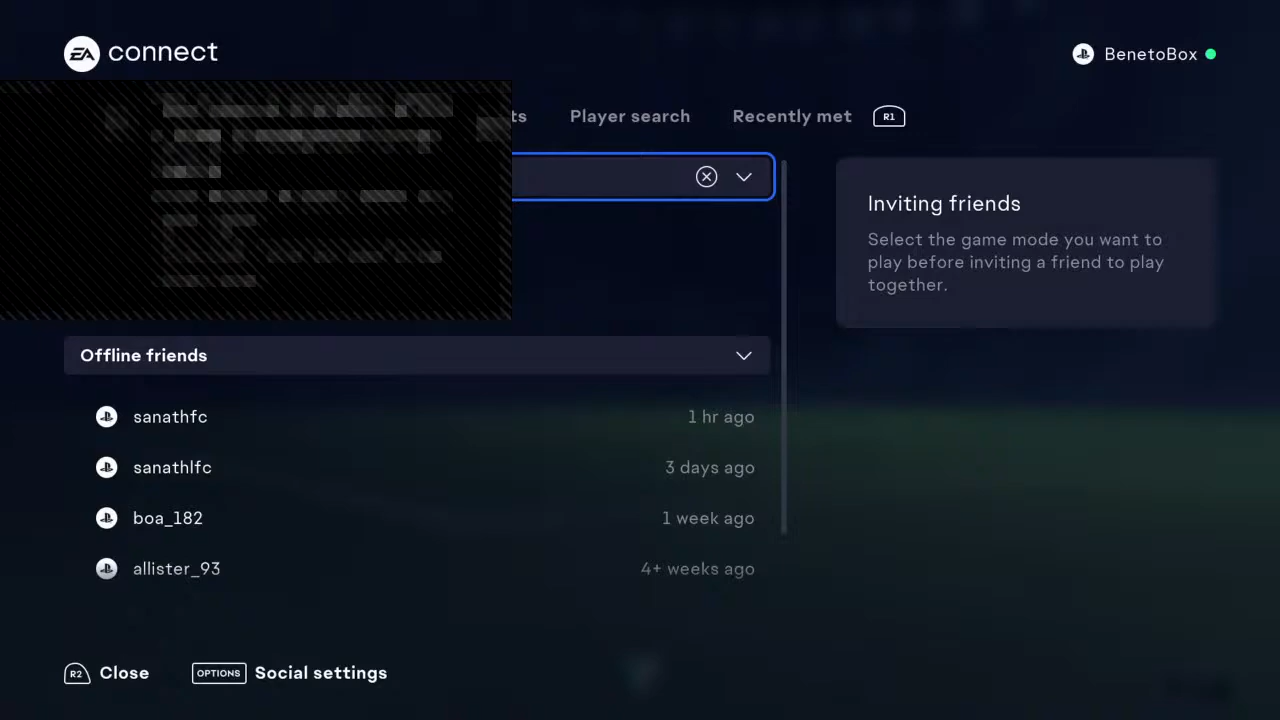 EA connect
BenetoBox
Player search Recently met R1
Inviting friends
Select the game mode you want to
play before inviting a friend to play
together.
Offline friends
sanathfc 1 hr ago
sanathlfc 3 days ago
boa_182 1 week ago
allister_93 4+ weeks ago
R2 Close OPTIONS Social settings